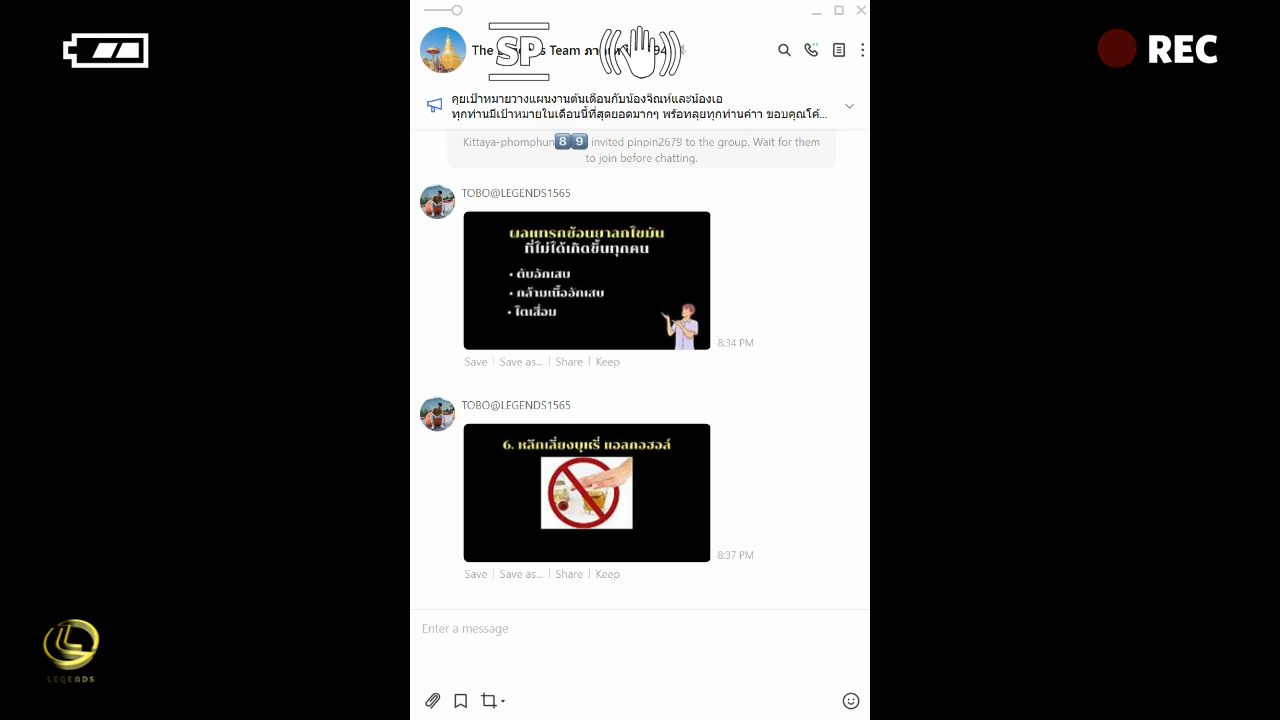 REC
SP
The
s Team
94
คุยเป้าหมายวางแผนงานต้นเดือนกับน้องจิณห์และน้องเอ
ทุกท่านมีเป้าหมายในเดือนนี้ที่สุดยอดมากๆ พร้อทลุยทุกท่านค่าา ขอบคุณโค้...
Kittaya-phomphun 8 9 invited pinpin2679 to the group. Wait for them
to join before chatting.
TOBO@LEGENDS1565
ผลแทรกซ้อนยาลดไขมัน
ที่ไม่ได้เกิดขึ้นทุกคน
• ตับอักเสบ
• กล้ามเนื้ออักเสบ
• ไตเสื่อม
8:34 PM
Save | Save as... | Share | Keep
TOBO@LEGENDS1565
6. หลีกเลี่ยงบุหรี่ แอลกอฮอล์
8:37 PM
Save | Save as... | Share | Keep
Enter a message
LEGENDS